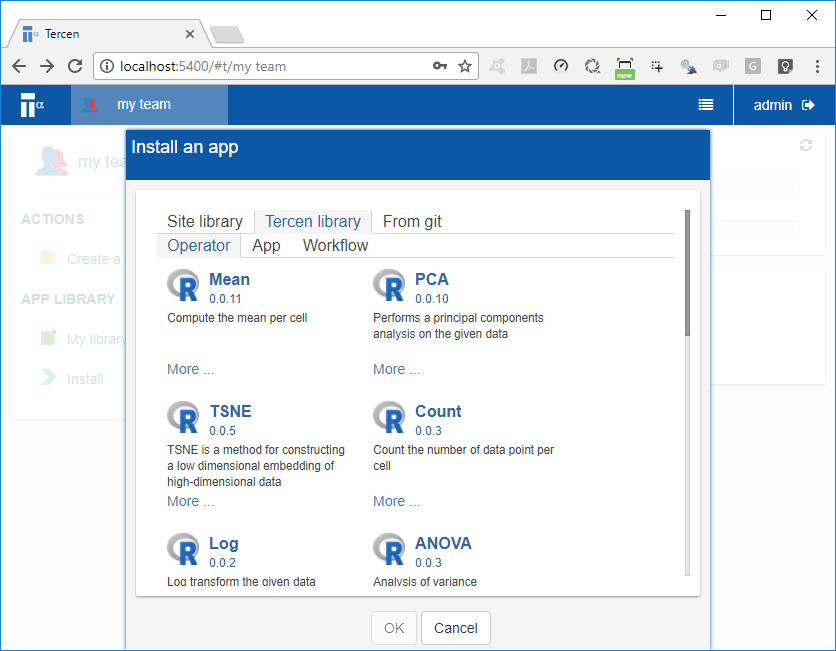 Tercen
localhost:5400/#t/my team
new
G
my team
admin
Install an app
my tea
ACTIONS
Create a
APP LIBRARY
My library
Install
Site library Tercen library From git
Operator App Workflow
Mean
0.0.11
Compute the mean per cell
More ...
PCA
0.0.10
Performs a principal components
analysis on the given data
More ...
TSNE
0.0.5
TSNE is a method for constructing
a low dimensional embedding of
high-dimensional data
More ...
Count
0.0.3
Count the number of data point per
cell
More ...
Log
0.0.2
Log transform the given data
ANOVA
0.0.3
Analysis of variance
OK Cancel